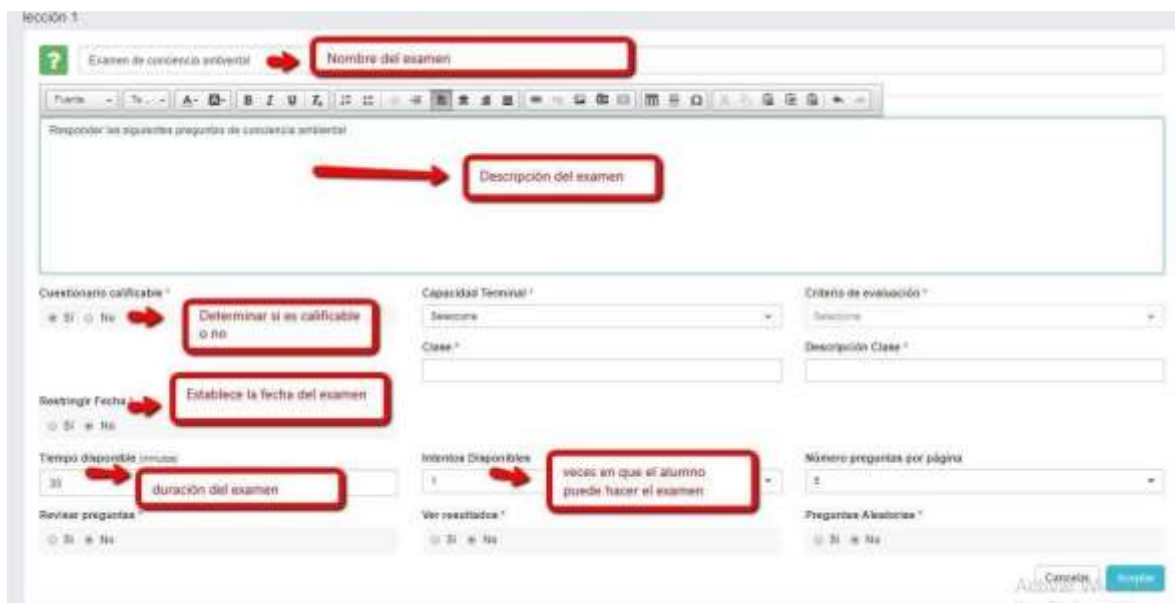 lección 1
Examen de conciencia ambiental
Nombre del examen
Fuente
A
B I U
Responder las siguientes preguntas de conciencia ambiental
Descripción del examen
Cuestionario calificable *
Capacidad Terminal *
Criterio de evaluación *
Sí No
Determinar si es calificable
o no
Seleccione
Seleccione
Clase *
Descripción Clase *
Restringir Fecha
Establece la fecha del examen
Sí No
Tiempo disponible (minutos)
Intentos Disponibles
Número preguntas por página
duración del examen
1
veces en que el alumno
puede hacer el examen
Revisar preguntas *
Ver resultados *
Preguntas Aleatorias *
Sí No
Sí No
Sí No
Cancelar
Aceptar